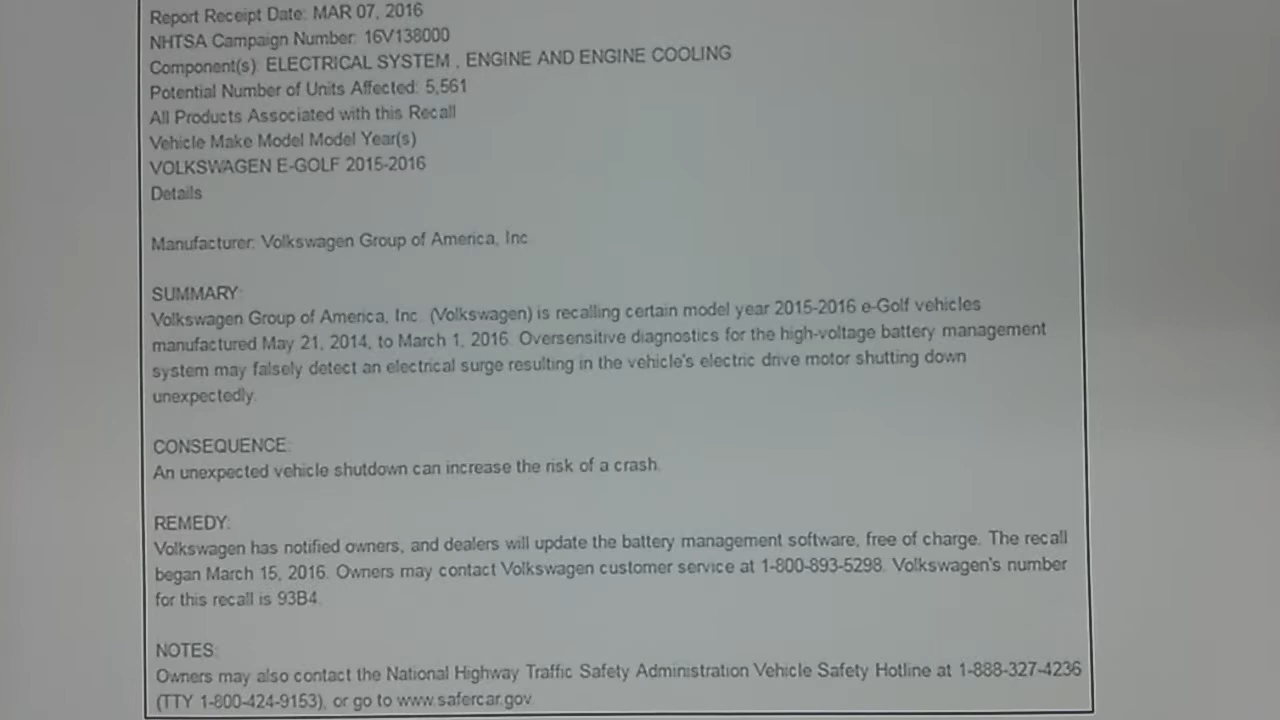 Report Receipt Date: MAR 07, 2016
NHTSA Campaign Number: 16V138000
Component(s): ELECTRICAL SYSTEM , ENGINE AND ENGINE COOLING
Potential Number of Units Affected: 5,561
All Products Associated with this Recall
Vehicle Make Model Model Year(s)
VOLKSWAGEN E-GOLF 2015-2016
Details
Manufacturer: Volkswagen Group of America, Inc.
SUMMARY:
Volkswagen Group of America, Inc. (Volkswagen) is recalling certain model year 2015-2016 e-Golf vehicles
manufactured May 21, 2014, to March 1, 2016. Oversensitive diagnostics for the high-voltage battery management
system may falsely detect an electrical surge resulting in the vehicle's electric drive motor shutting down
unexpectedly.
CONSEQUENCE:
An unexpected vehicle shutdown can increase the risk of a crash.
REMEDY:
Volkswagen has notified owners, and dealers will update the battery management software, free of charge. The recall
began March 15, 2016. Owners may contact Volkswagen customer service at 1-800-893-5298. Volkswagen's number
for this recall is 93B4.
NOTES:
Owners may also contact the National Highway Traffic Safety Administration Vehicle Safety Hotline at 1-888-327-4236
(TTY 1-800-424-9153), or go to www.safercar.gov.